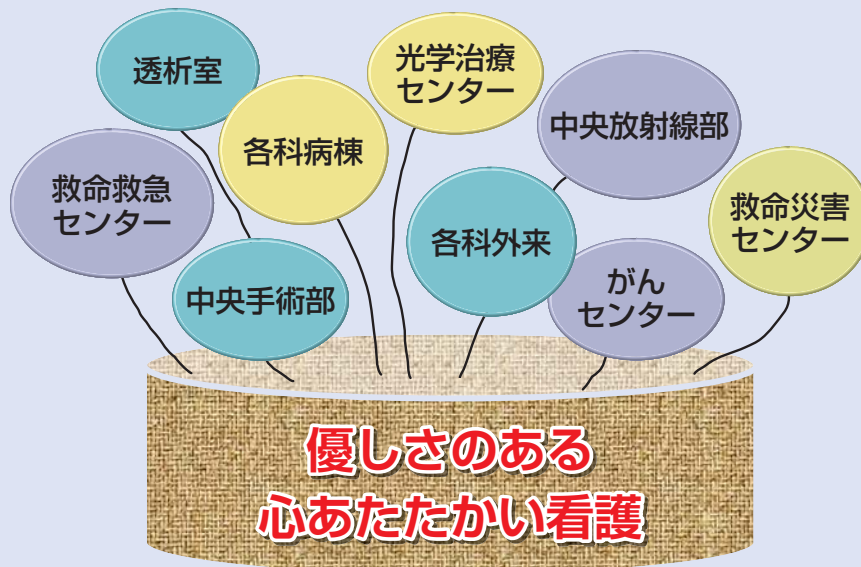 透析室
光学治療
センター
各科病棟
中央放射線部
救命救急
センター
各科外来
救命災害
センター
中央手術部
がん
センター
優しさのある
心あたたかい看護